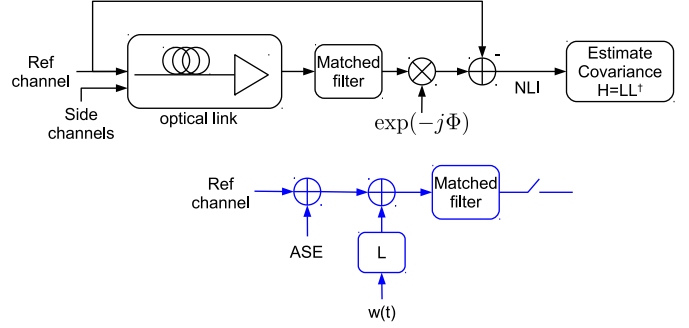 Ref
channel
Side
channels
optical link
Matched
filter
exp(−jΦ)
-
NLI
Estimate
Covariance
H=LL†
Ref
channel
ASE
L
w(t)
Matched
filter